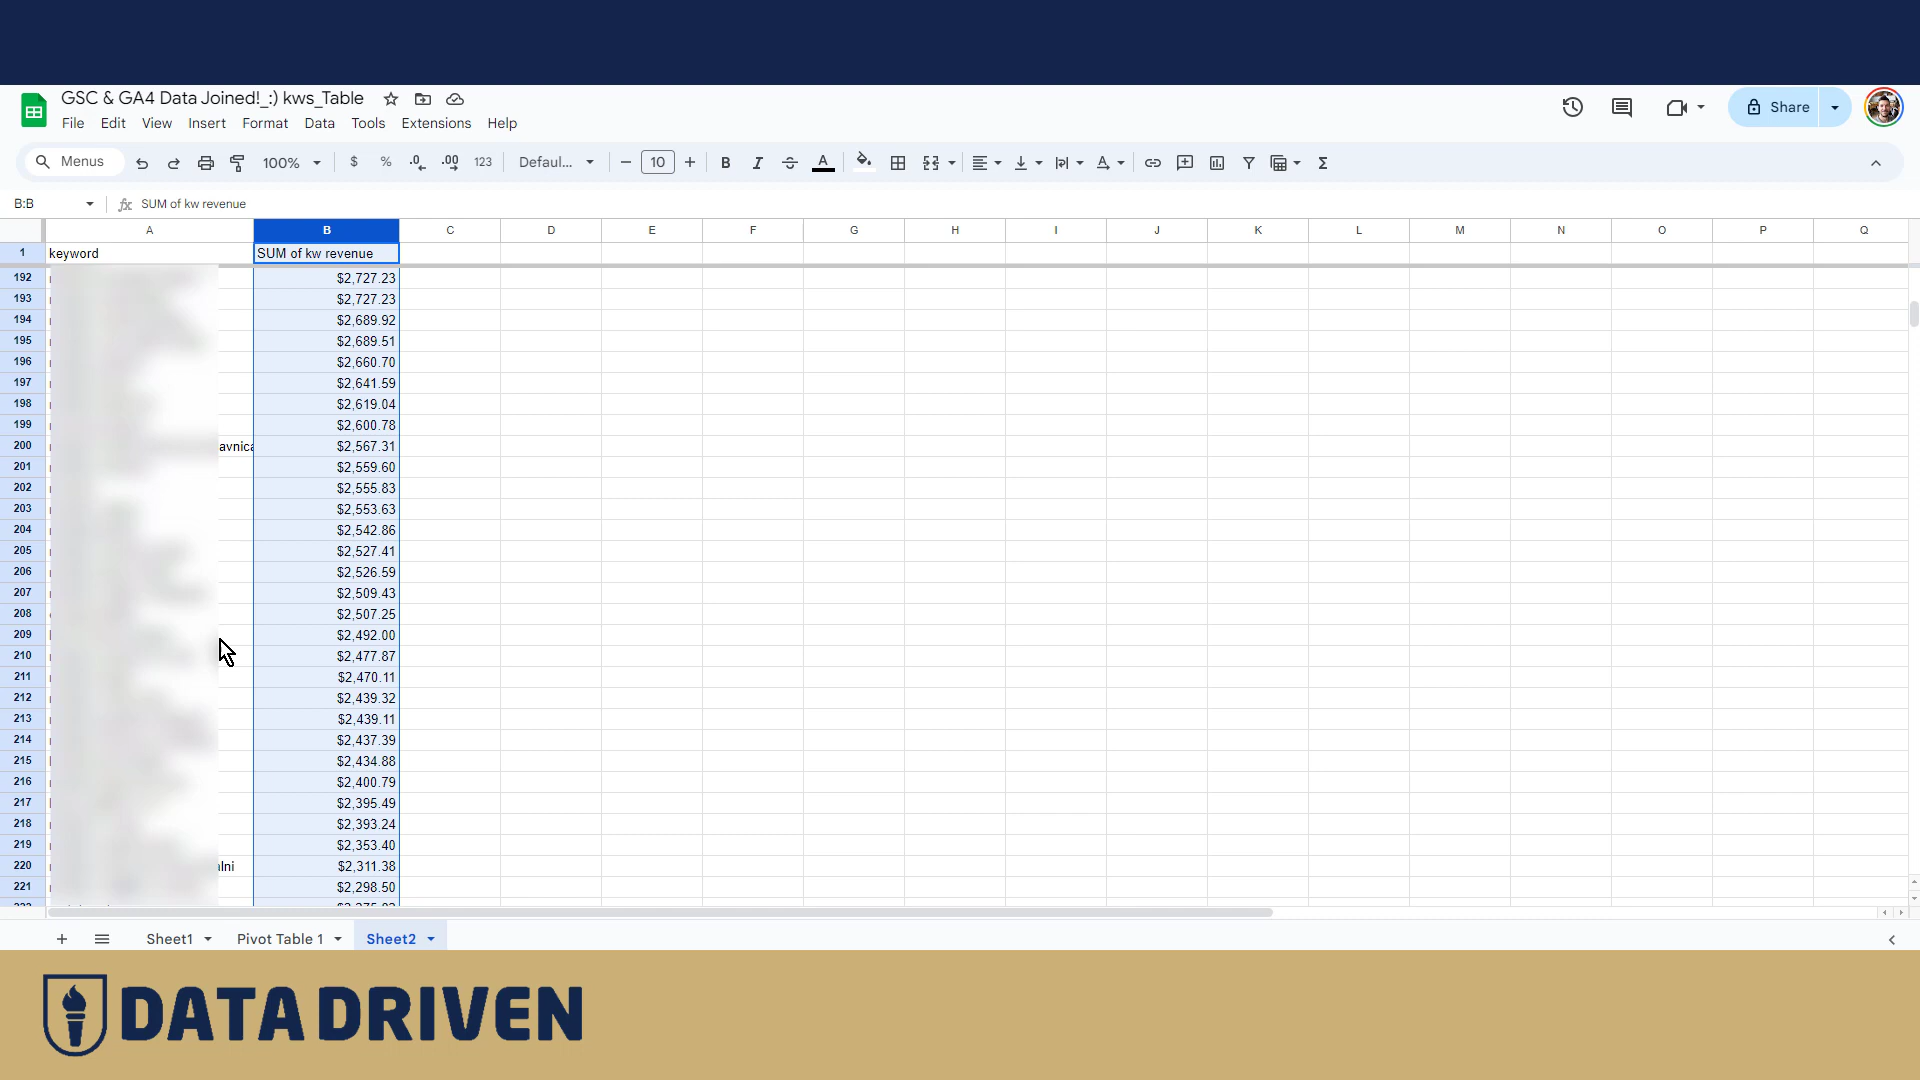 GSC & GA4 Data Joined!_:) kws_Table
File Edit View Insert Format Data Tools Extensions Help
Share
Menus 100% $ % .0 .00 123 Defaul... 10 B I A
B:B fx SUM of kw revenue
A B C D E F G H I J K L M N O P Q
1 keyword SUM of kw revenue
192 $2,727.23
193 $2,727.23
194 $2,689.92
195 $2,689.51
196 $2,660.70
197 $2,641.59
198 $2,619.04
199 $2,600.78
200 avnica $2,567.31
201 $2,559.60
202 $2,555.83
203 $2,553.63
204 $2,542.86
205 $2,527.41
206 $2,526.59
207 $2,509.43
208 $2,507.25
209 $2,492.00
210 $2,477.87
211 $2,470.11
212 $2,439.32
213 $2,439.11
214 $2,437.39
215 $2,434.88
216 $2,400.79
217 $2,395.49
218 $2,393.24
219 $2,353.40
220 lni $2,311.38
221 $2,298.50
Sheet1 Pivot Table 1 Sheet2
DATA DRIVEN